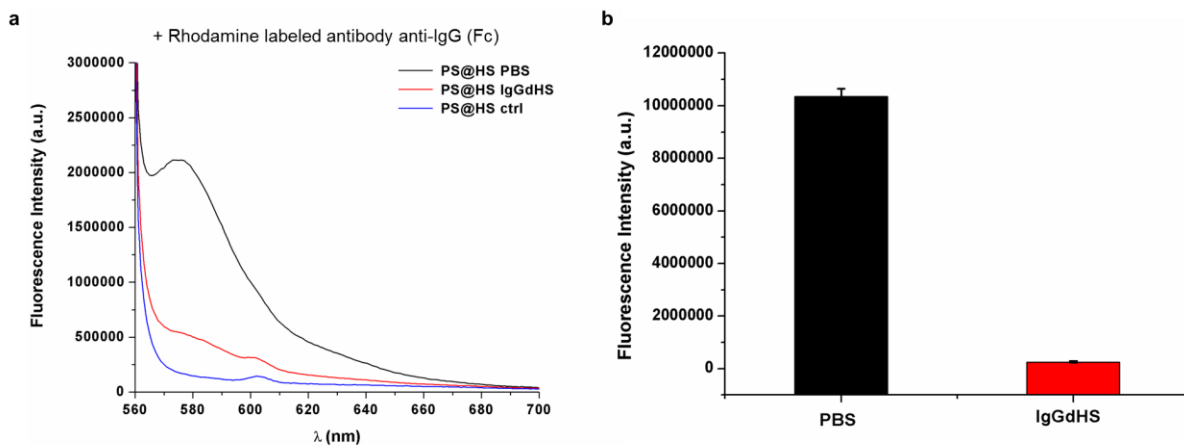 a
+ Rhodamine labeled antibody anti-IgG (Fc)
PS@HS PBS
PS@HS IgGdHS
PS@HS ctrl
Fluorescence Intensity (a.u.)
3000000
2500000
2000000
1500000
1000000
500000
0
560 580 600 620 640 660 680 700
λ (nm)
b
Fluorescence Intensity (a.u.)
12000000
10000000
8000000
6000000
4000000
2000000
0
PBS IgGdHS